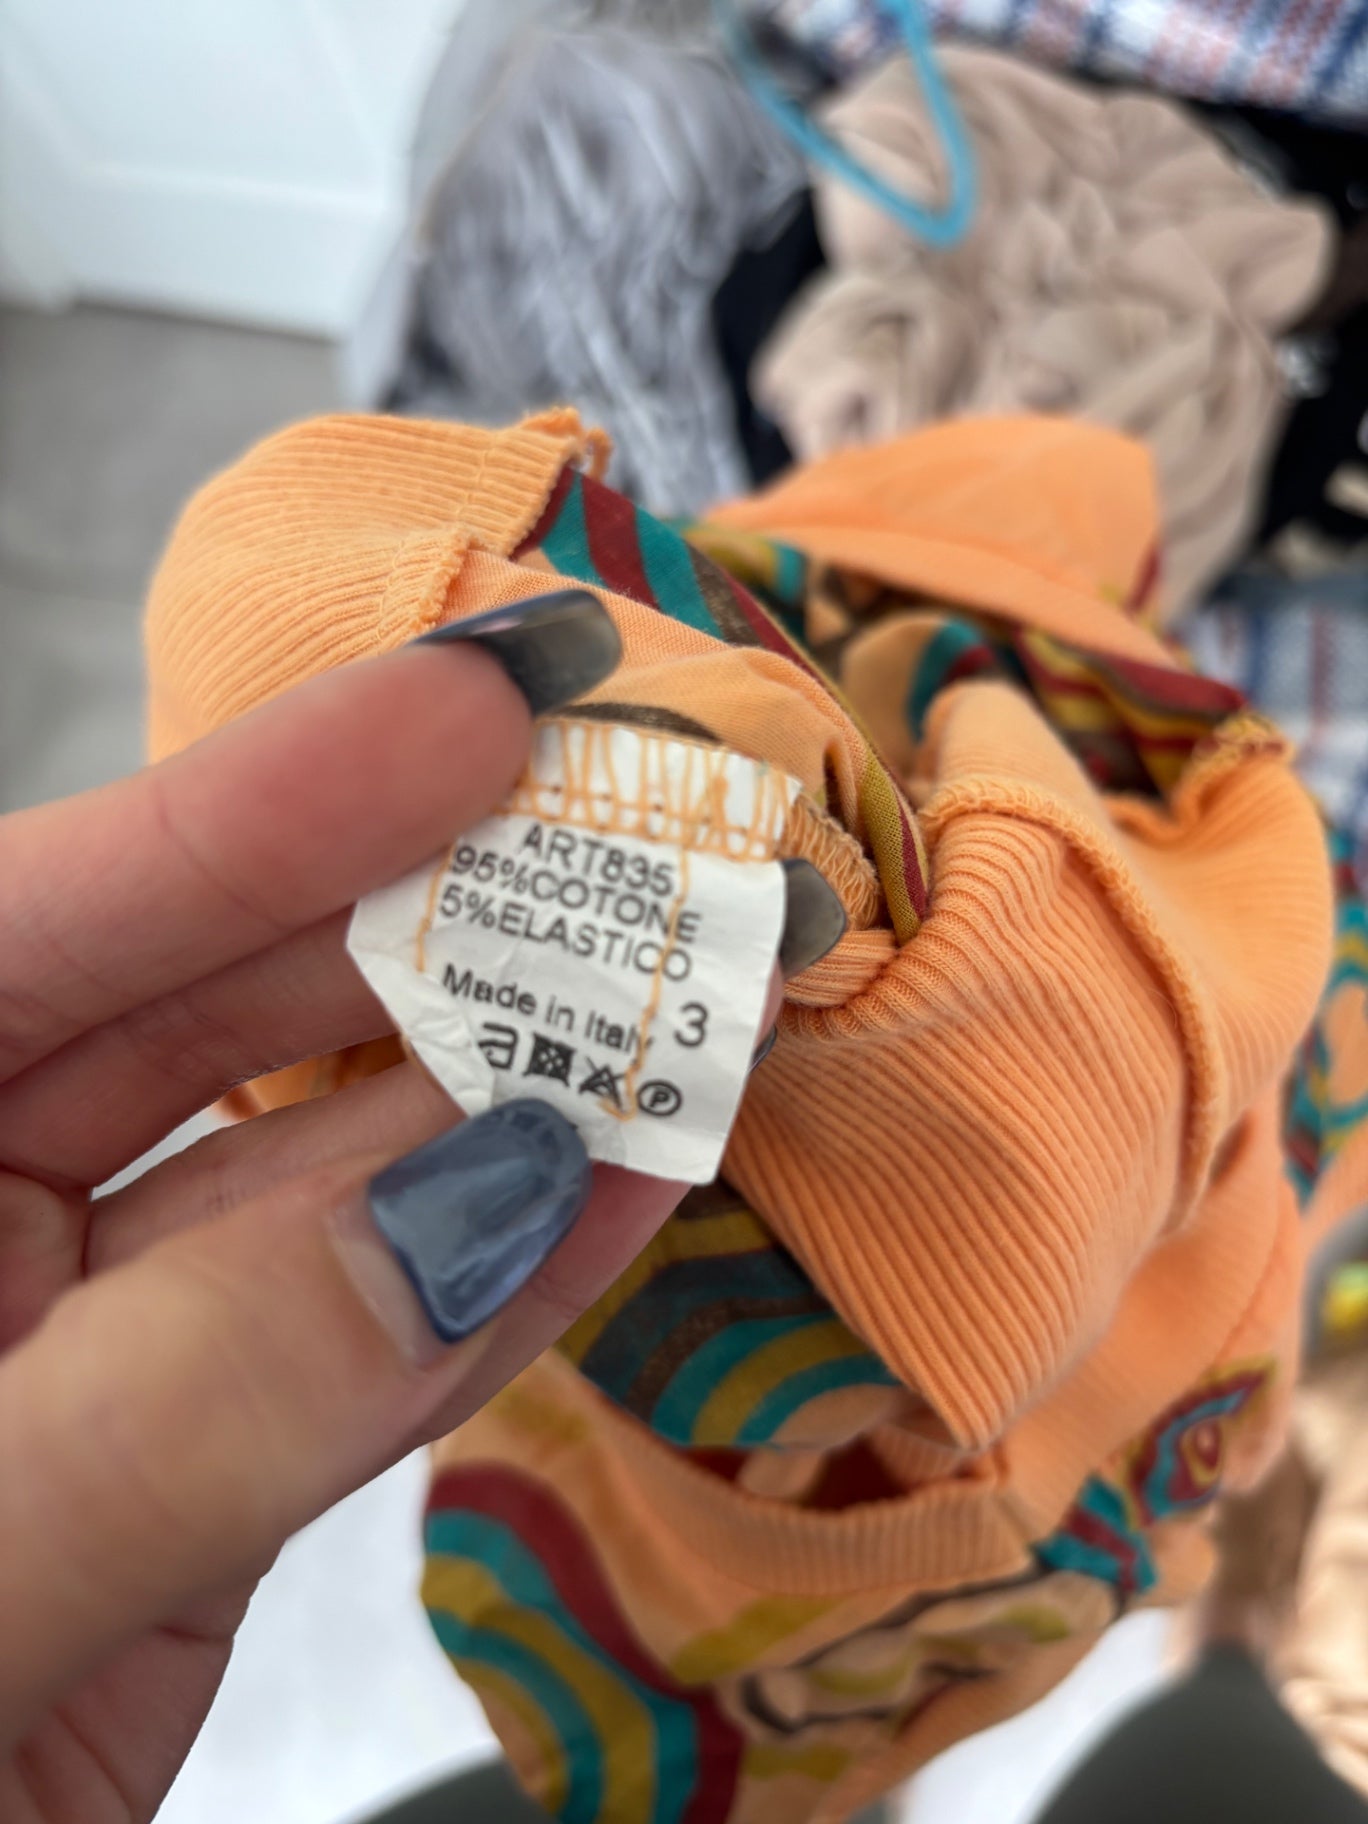 ART835
95%COTONE
5%ELASTICO
Made in Italy 3
P